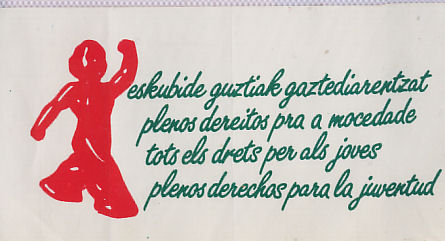 eskubide guztiak gaztediarentzat
plenos dereitos pra a mocedade
tots els drets per als joves
plenos derechos para la juventud